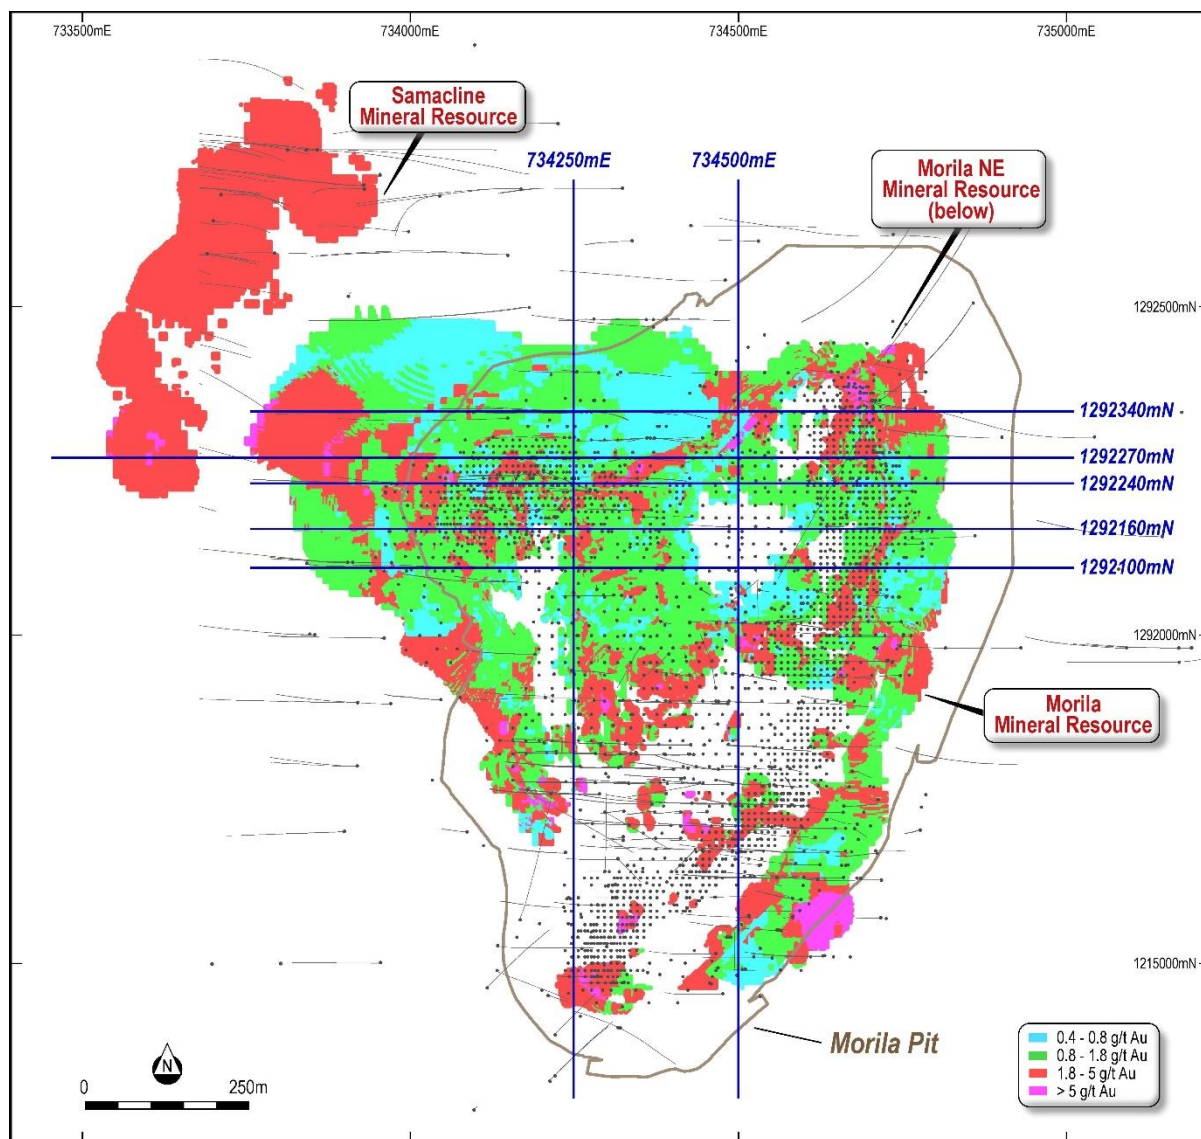 733500mE
734000mE
734500mE
735000mE
Samacline
Mineral Resource
734250mE
734500mE
Morila NE
Mineral Resource
(below)
1292500mN
1292340mN
1292270mN
1292240mN
1292160mN
1292100mN
1292000mN
Morila
Mineral Resource
1215000mN
Morila Pit
N
0
250m
0.4 - 0.8 g/t Au
0.8 - 1.8 g/t Au
1.8 - 5 g/t Au
> 5 g/t Au